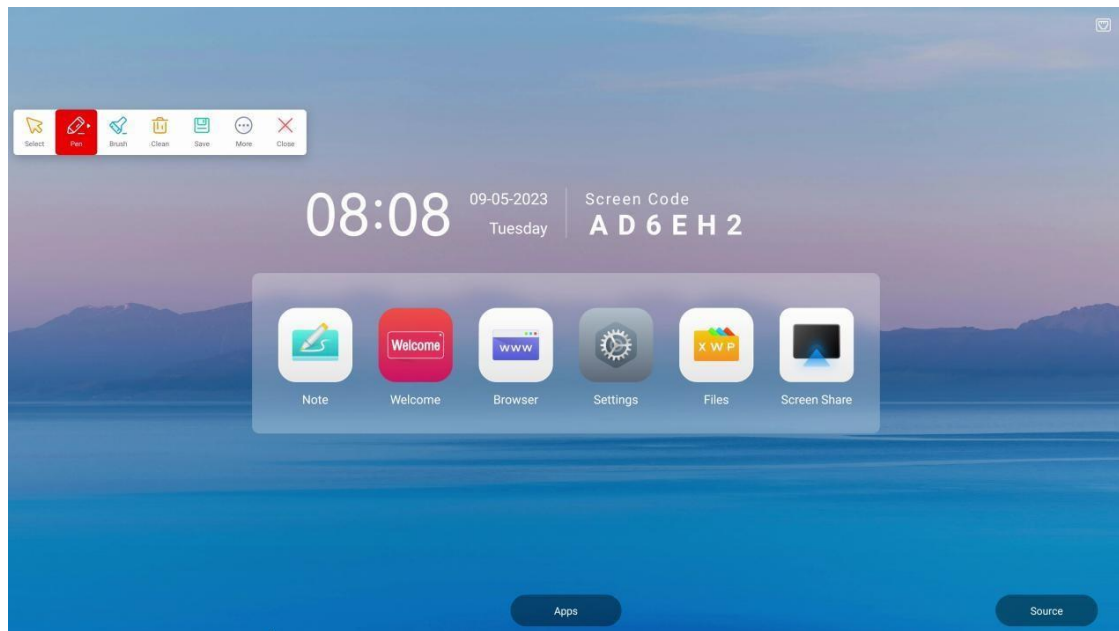 Select Pen Brush Clean Save More Close
08:08
09-05-2023
Tuesday
Screen Code
AD6EH2
Welcome
www
X W P
Note Welcome Browser Settings Files Screen Share
Apps
Source